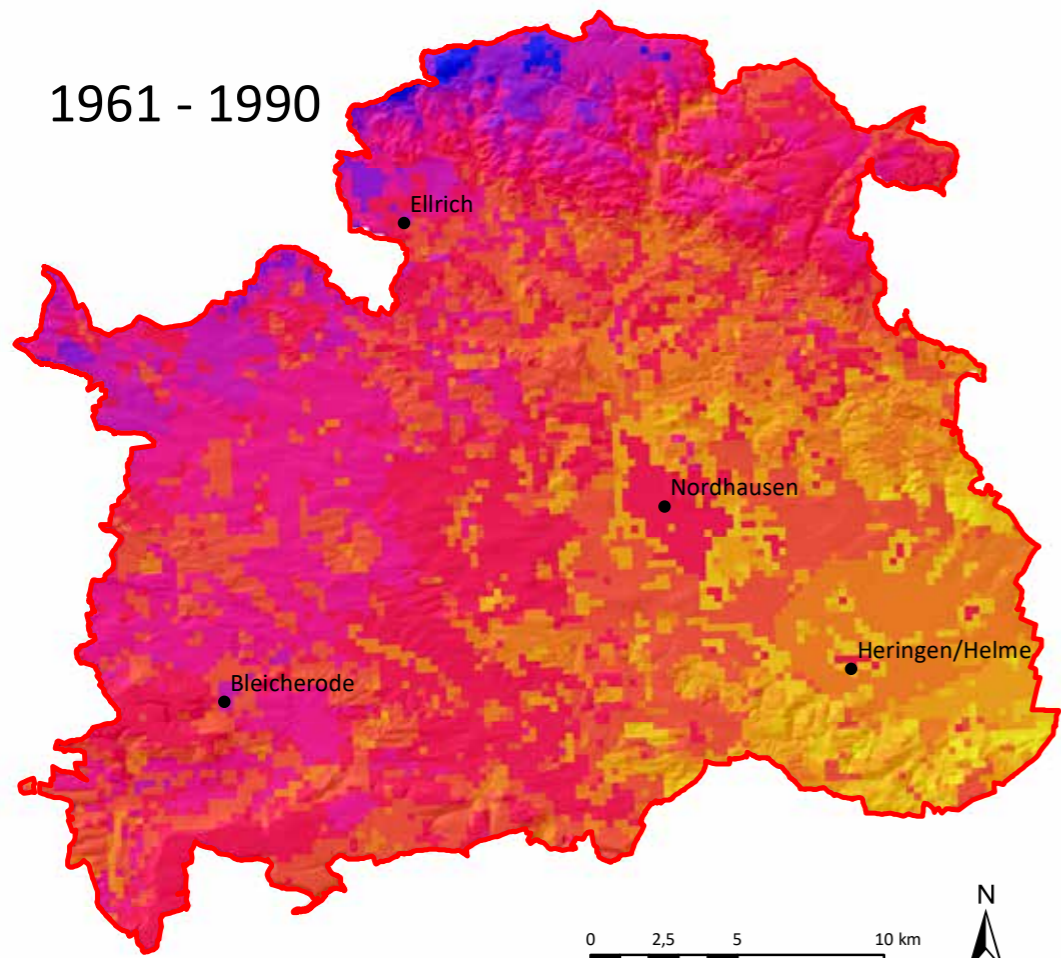 1961 - 1990
Ellrich
Nordhausen
Heringen/Helme
Bleicherode
N
0 2,5 5 10 km